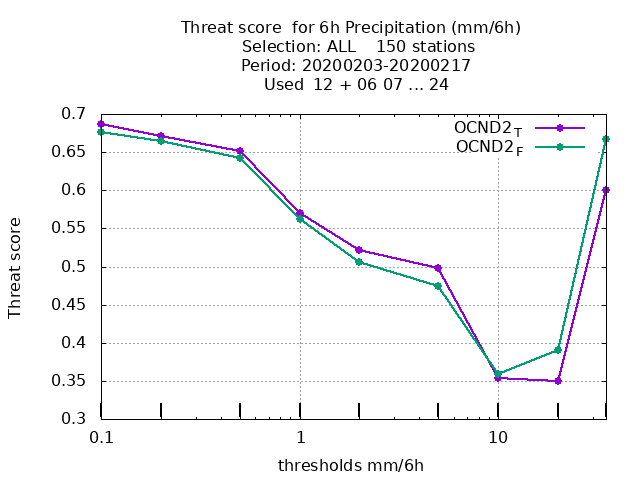 Threat score  for 6h Precipitation (mm/6h)
Selection: ALL    150 stations
Period: 20200203-20200217
Used  12 + 06 07 ... 24
OCND2_T
OCND2_F
0.7
0.65
0.6
0.55
0.5
0.45
0.4
0.35
0.3
Threat score
0.1 1 10
thresholds mm/6h